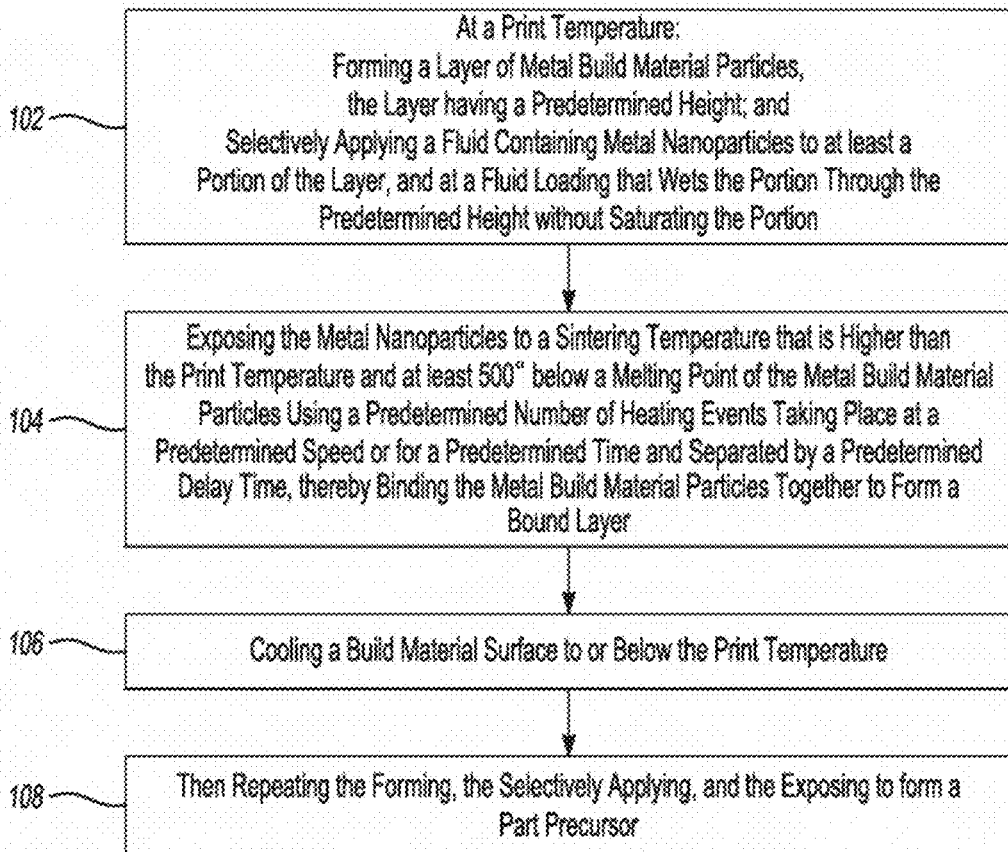 At a Print Temperature:
Forming a Layer of Metal Build Material Particles,
the Layer having a Predetermined Height; and
102
Selectively Applying a Fluid Containing Metal Nanoparticles to at least a
Portion of the Layer, and at a Fluid Loading that Wets the Portion Through the
Predetermined Height without Saturating the Portion
Exposing the Metal Nanoparticles to a Sintering Temperature that is Higher than
the Print Temperature and at least 500° below a Melting Point of the Metal Build Material
Particles Using a Predetermined Number of Heating Events Taking Place at a
104
Predetermined Speed or for a Predetermined Time and Separated by a Predetermined
Delay Time, thereby Binding the Metal Build Material Particles Together to Form a
Bound Layer
106
Cooling a Build Material Surface to or Below the Print Temperature
108
Then Repeating the Forming, the Selectively Applying, and the Exposing to form a
Part Precursor